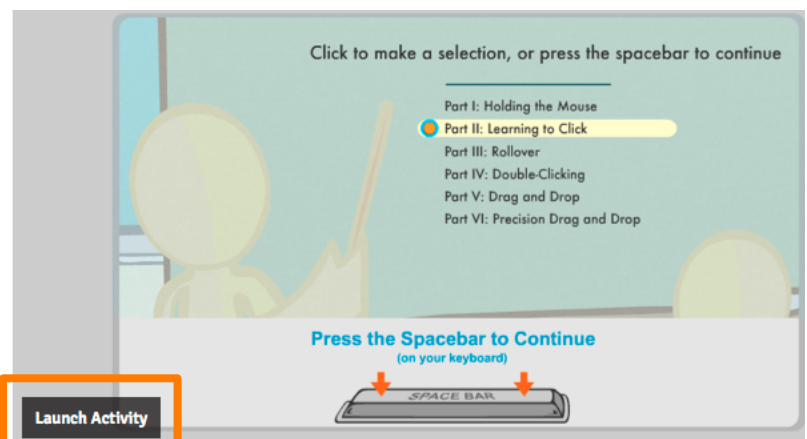 Click to make a selection, or press the spacebar to continue
Part I: Holding the Mouse
Part II: Learning to Click
Part III: Rollover
Part IV: Double-Clicking
Part V: Drag and Drop
Part VI: Precision Drag and Drop
Press the Spacebar to Continue
(on your keyboard)
SPACE BAR
Launch Activity